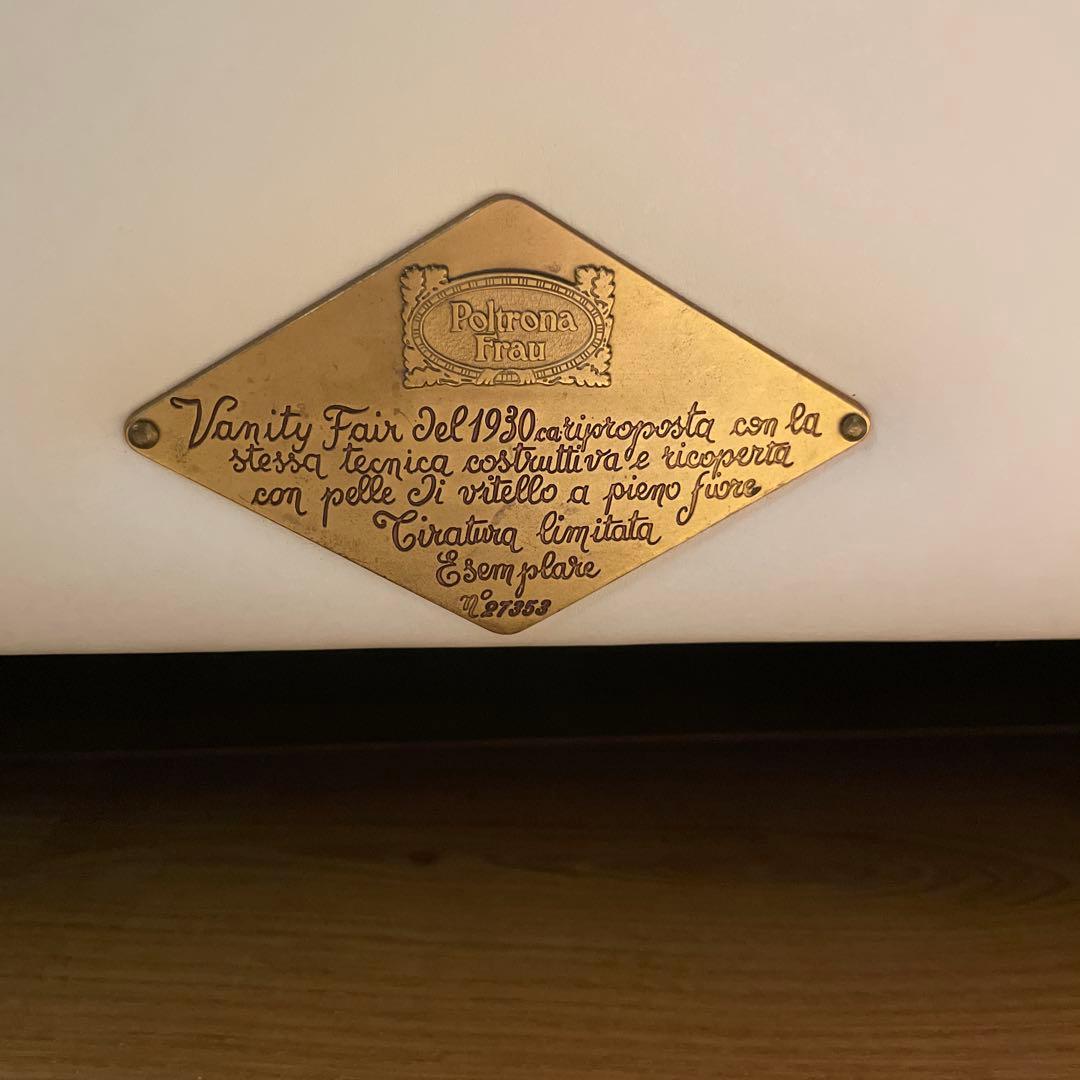 Poltrona
Frau
Vanity Fair del 1930 ca riproposta con la
stessa tecnica costruttiva e ricoperta
con pelle di vitello a pieno fiore
Tiratura limitata
Esemplare
n° 27353